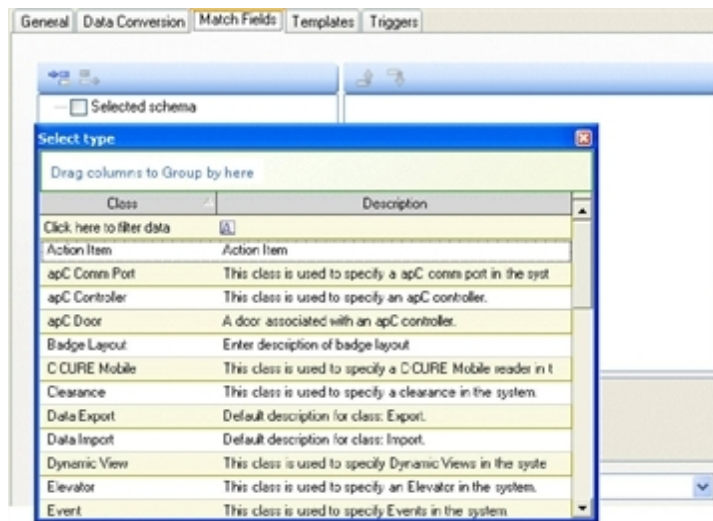 General Data Conversion Match Fields Templates Triggers
Selected schema
Select type
Drag columns to Group by here
Class Description
Click here to filter data
Action Item Action Item
apC Comm Port This class is used to specify a apC comm port in the syst
apC Controller This class is used to specify an apC controller.
apC Door A door associated with an apC controller.
Badge Layout Enter description of badge layout
C·CURE Mobile This class is used to specify a C·CURE Mobile reader in t
Clearance This class is used to specify a clearance in the system.
Data Export Default description for class: Export.
Data Import Default description for class: Import.
Dynamic View This class is used to specify Dynamic Views in the syste
Elevator This class is used to specify an Elevator in the system.
Event This class is used to specify Events in the system.